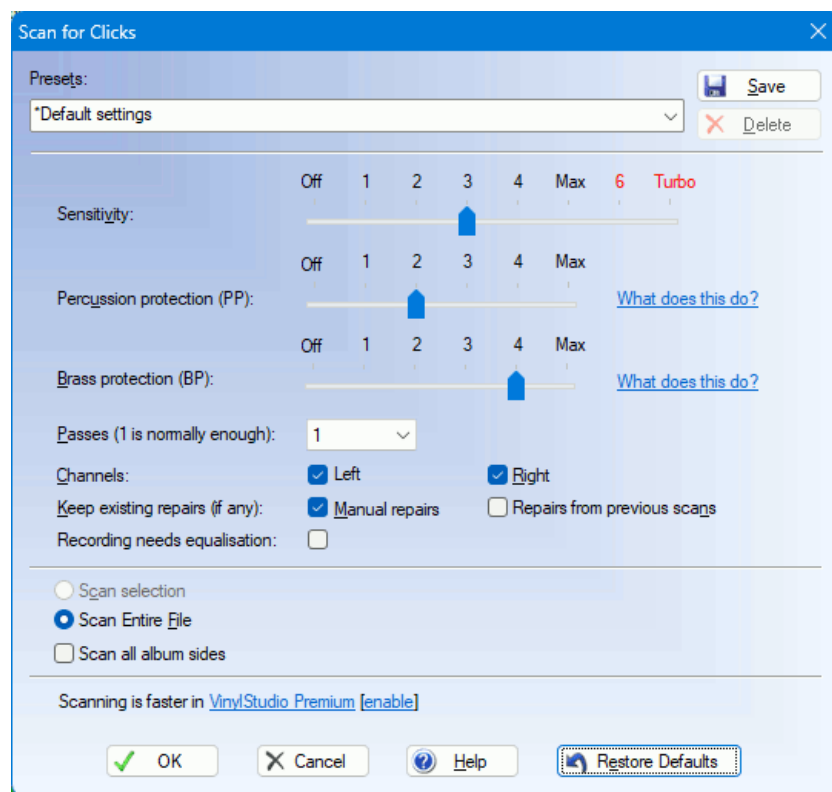 Scan for Clicks
Presets:
Save
*Default settings
Delete
Off 1 2 3 4 Max 6 Turbo
Sensitivity:
Off 1 2 3 4 Max
Percussion protection (PP): What does this do?
Off 1 2 3 4 Max
Brass protection (BP): What does this do?
Passes (1 is normally enough): 1
Channels: Left Right
Keep existing repairs (if any): Manual repairs Repairs from previous scans
Recording needs equalisation:
Scan selection
Scan Entire File
Scan all album sides
Scanning is faster in VinylStudio Premium [enable]
OK Cancel Help Restore Defaults